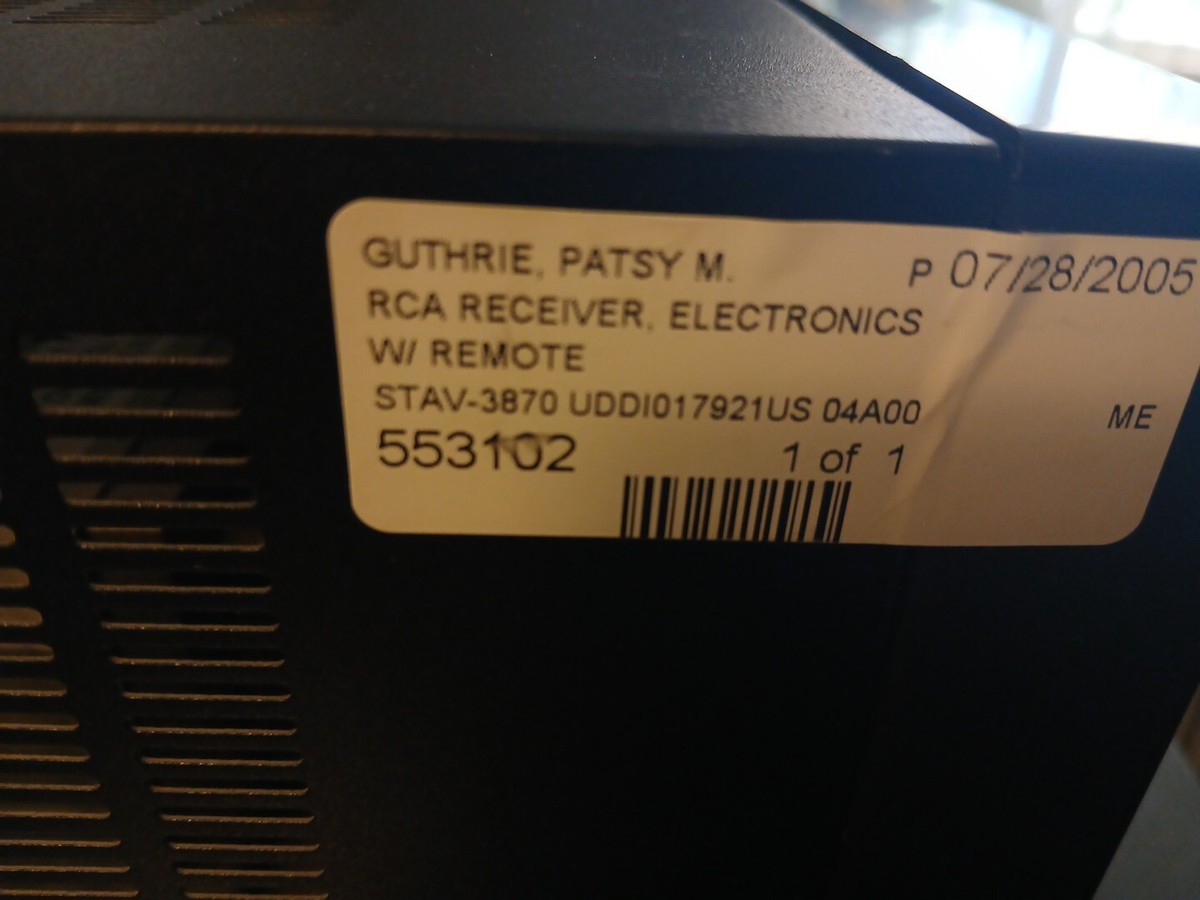 GUTHRIE, PATSY M.
P 07/28/2005
RCA RECEIVER, ELECTRONICS
W/ REMOTE
STAV-3870 UDDI017921US 04A00
ME
553102
1 of 1